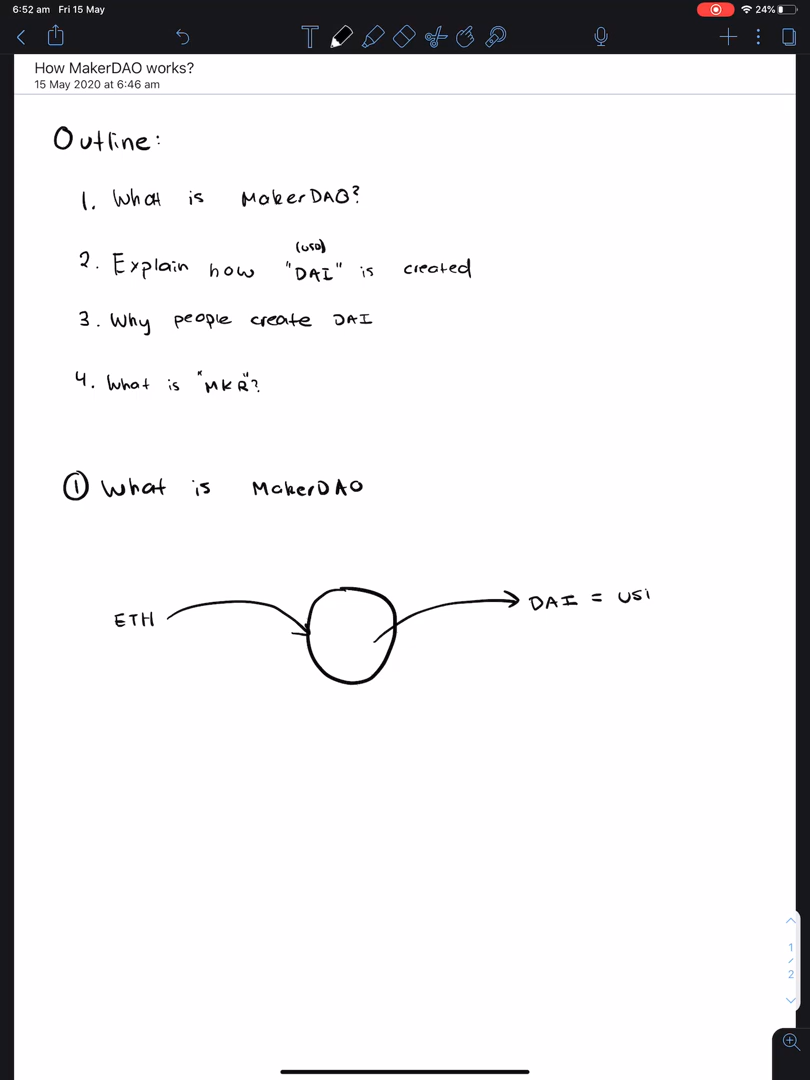 6:52 am Fri 15 May
24%
T
How MakerDAO works?
15 May 2020 at 6:46 am
Outline:
1. What is MakerDAO?
(USD)
2. Explain how "DAI" is created
3. Why people create DAI
4. What is "MKR"?
① What is MakerDAO
ETH
DAI = USI
1
/
2